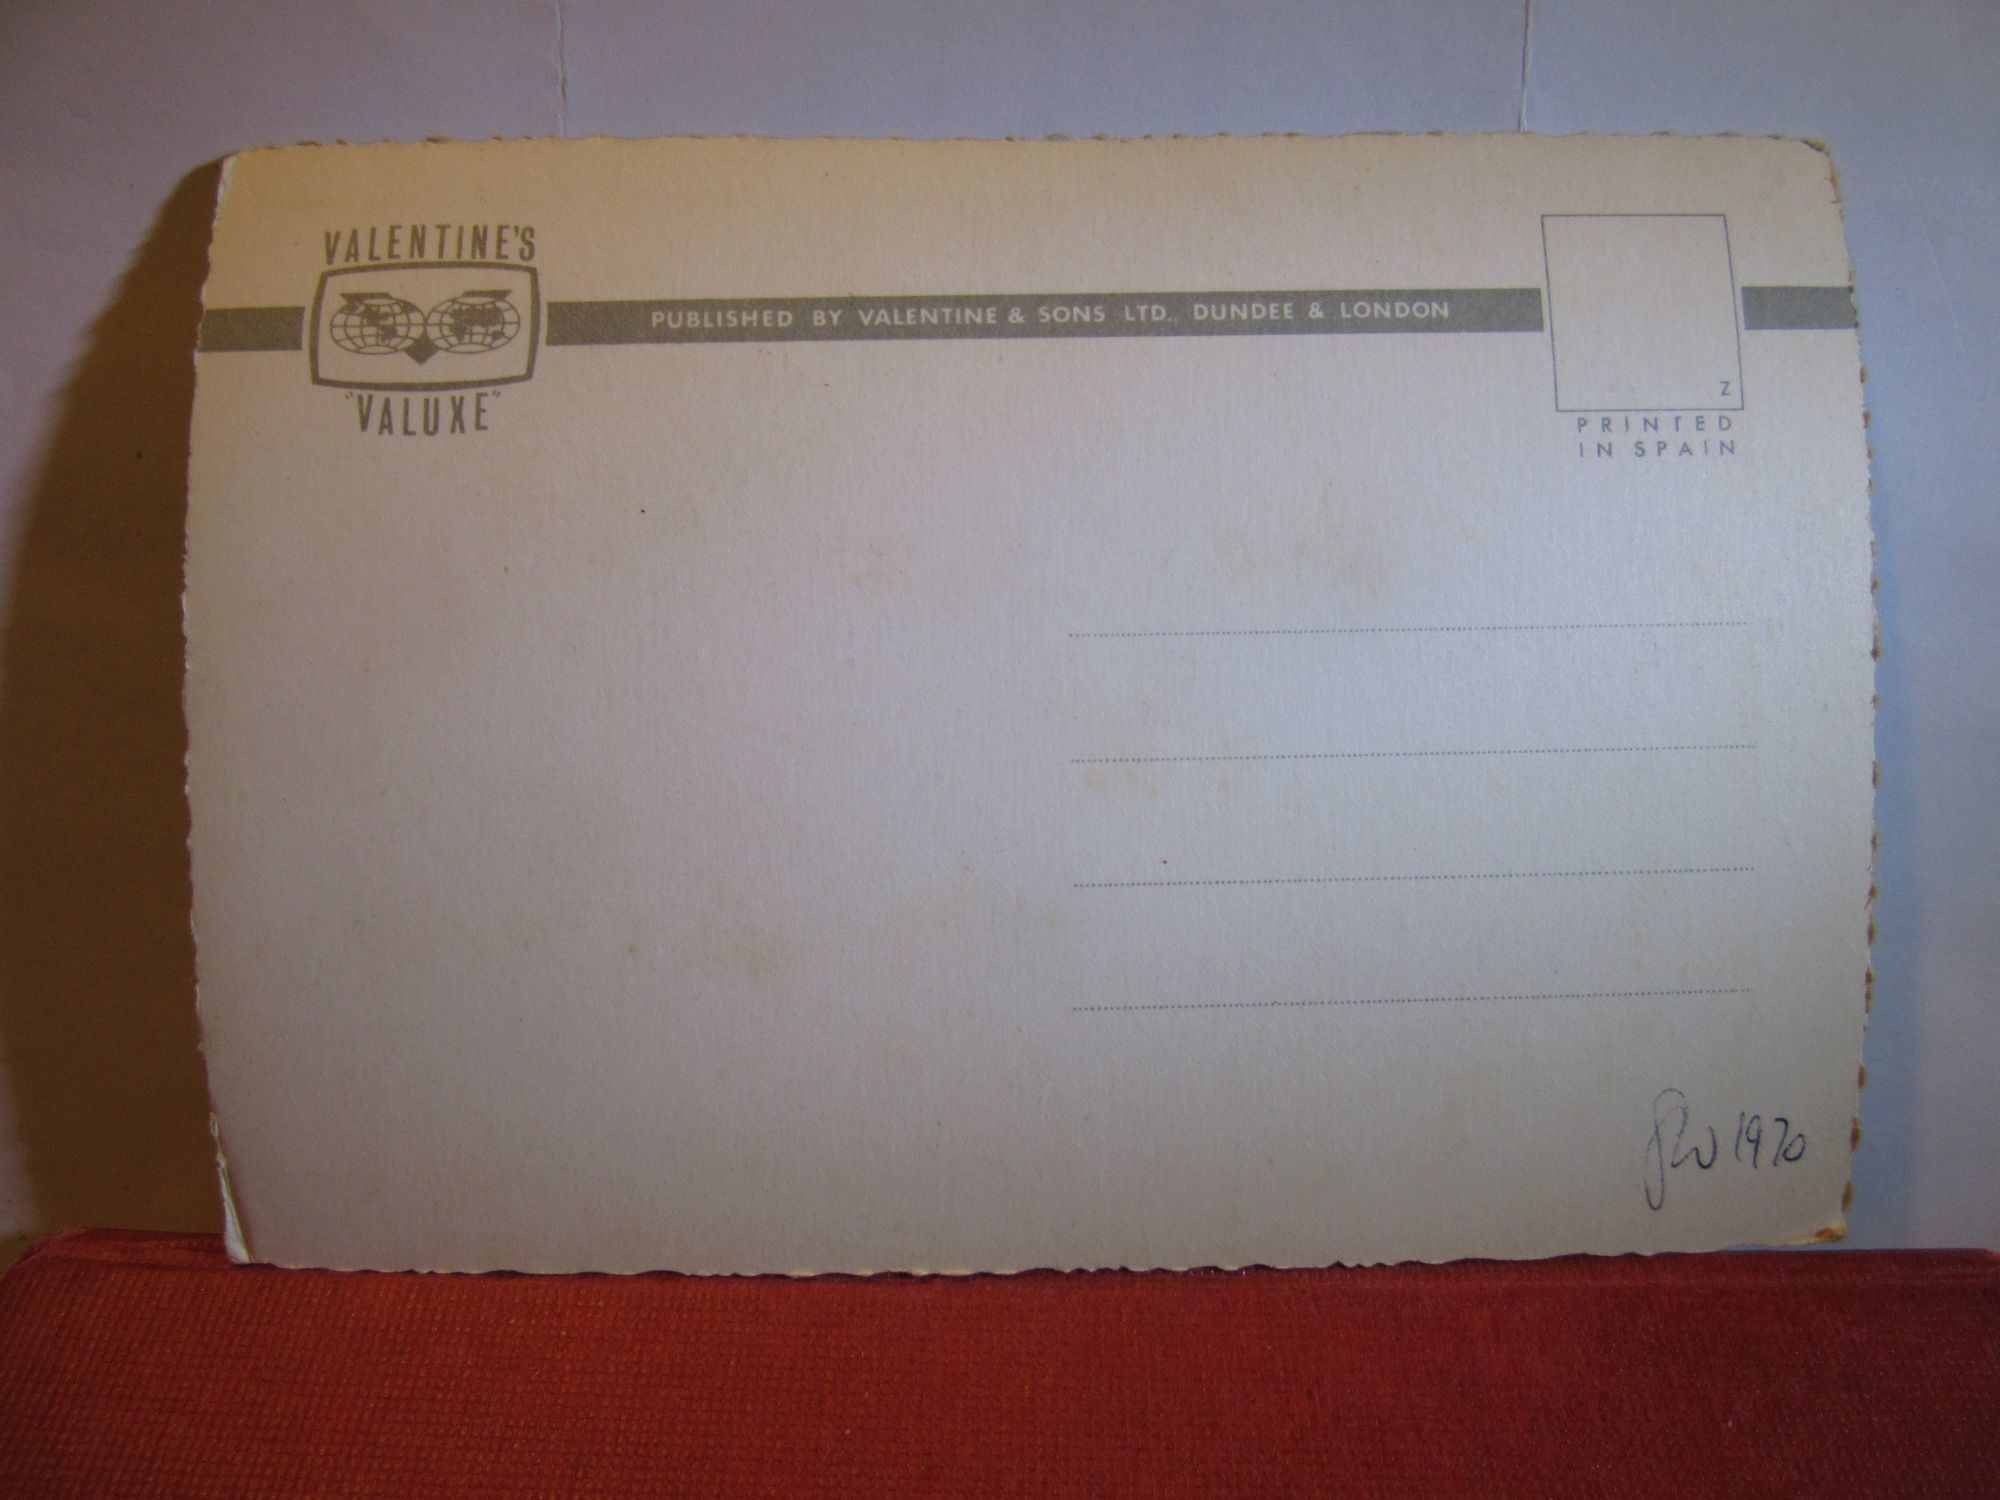 VALENTINE'S
"VALUXE"
PUBLISHED BY VALENTINE & SONS LTD. DUNDEE & LONDON
Z
PRINTED
IN SPAIN
1970